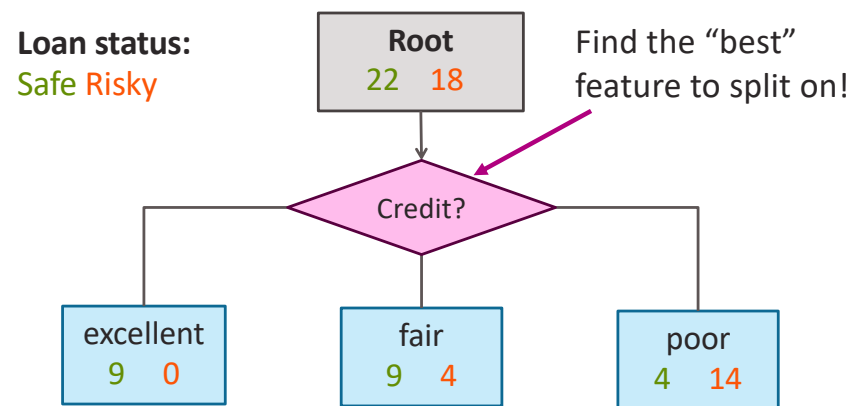 Loan status:
Safe Risky
Root
22 18
Find the “best”
feature to split on!
Credit?
excellent
9 0
fair
9 4
poor
4 14